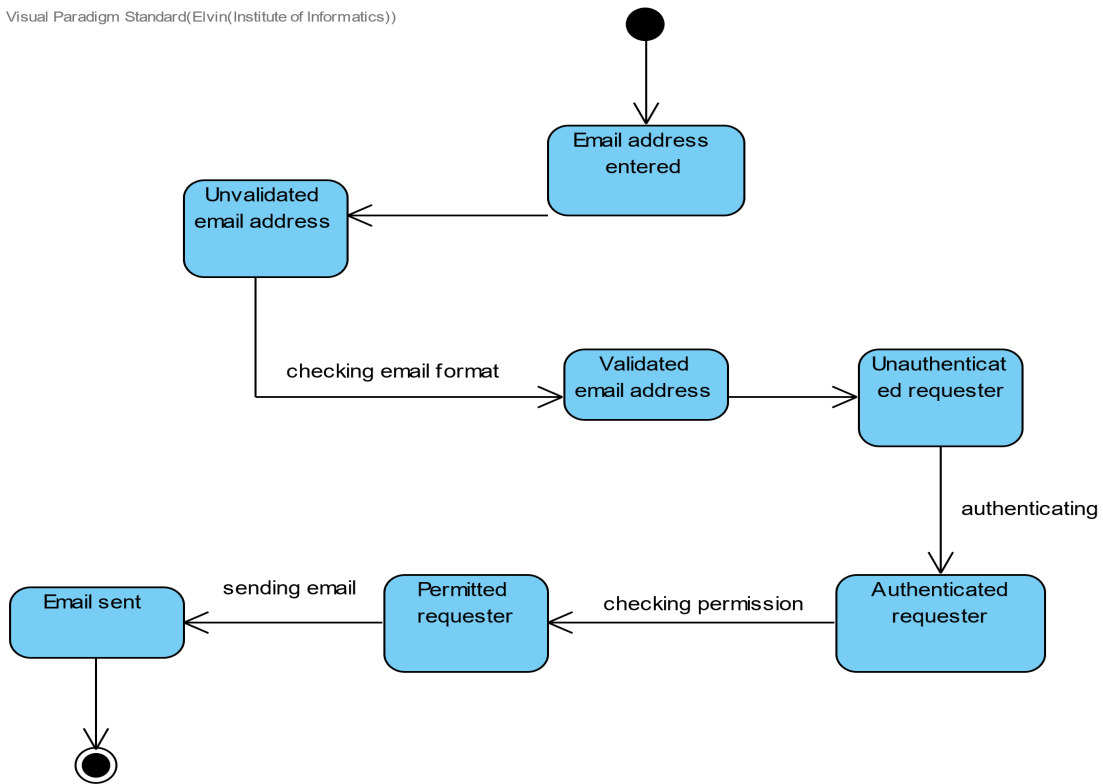 Visual Paradigm Standard(Elvin(Institute of Informatics))
Email address
entered
Unvalidated
email address
checking email format
Validated
email address
Unauthenticat
ed requester
authenticating
Authenticated
requester
checking permission
Permitted
requester
sending email
Email sent